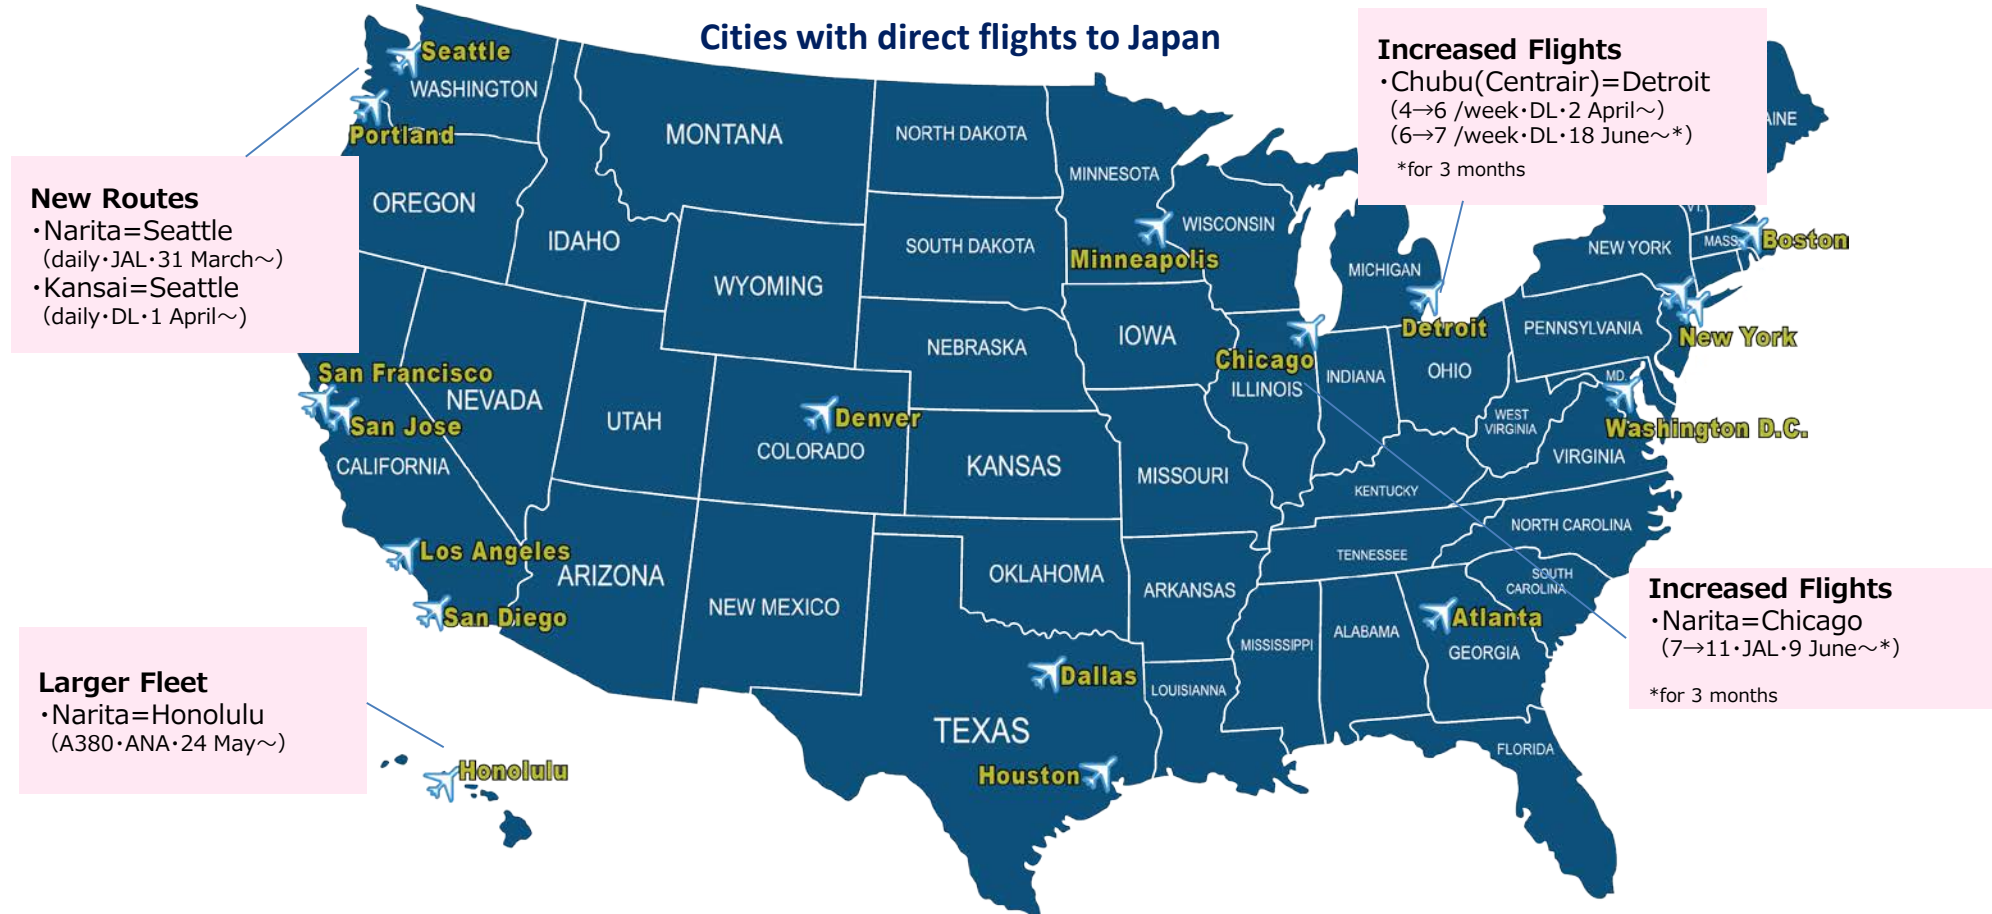 Cities with direct flights to Japan
Increased Flights
・Chubu(Centrair)=Detroit
(4→6 /week・DL・2 April～)
(6→7 /week・DL・18 June～*)
*for 3 months
New Routes
・Narita=Seattle
(daily・JAL・31 March～)
・Kansai=Seattle
(daily・DL・1 April～)
Larger Fleet
・Narita=Honolulu
(A380・ANA・24 May～)
Increased Flights
・Narita=Chicago
(7→11・JAL・9 June～*)
*for 3 months
Seattle
WASHINGTON
Portland
OREGON
MONTANA
IDAHO
WYOMING
NORTH DAKOTA
SOUTH DAKOTA
MINNESOTA
Minneapolis
WISCONSIN
MICHIGAN
Detroit
NEW YORK
VT.
MASS.
Boston
AINE
New York
PENNSYLVANIA
NEBRASKA
IOWA
Chicago
ILLINOIS
INDIANA
OHIO
MD.
Washington D.C.
WEST
VIRGINIA
VIRGINIA
San Francisco
NEVADA
San Jose
CALIFORNIA
UTAH
Denver
COLORADO
KANSAS
MISSOURI
KENTUCKY
NORTH CAROLINA
TENNESSEE
SOUTH
CAROLINA
Los Angeles
San Diego
ARIZONA
NEW MEXICO
OKLAHOMA
ARKANSAS
MISSISSIPPI
ALABAMA
Atlanta
GEORGIA
Dallas
LOUISIANNA
TEXAS
Houston
FLORIDA
Honolulu